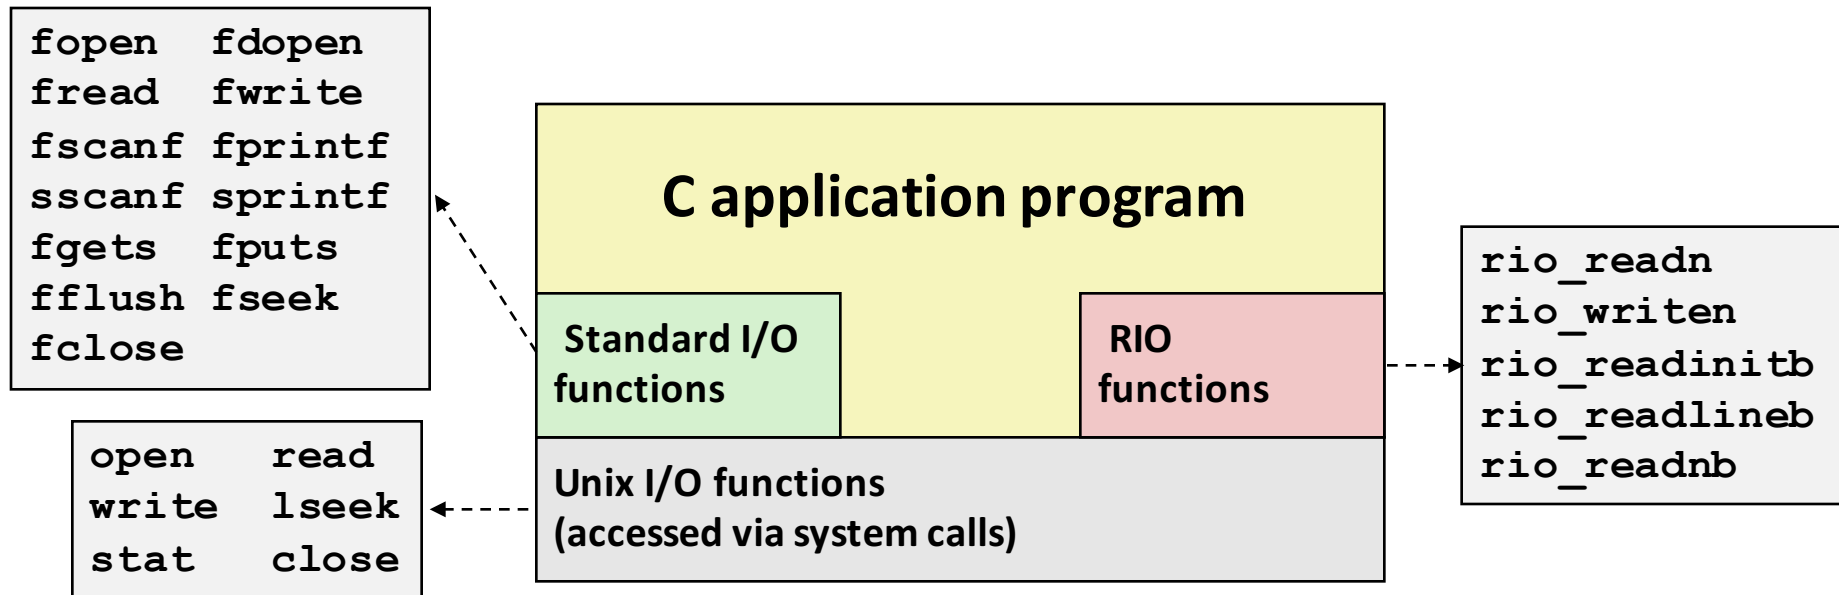 fopen fdopen
fread fwrite
fscanf fprintf
sscanf sprintf
fgets fputs
fflush fseek
fclose
C application program
Standard I/O
functions
RIO
functions
rio_readn
rio_writen
rio_readinitb
rio_readlineb
rio_readnb
open read
write lseek
stat close
Unix I/O functions
(accessed via system calls)